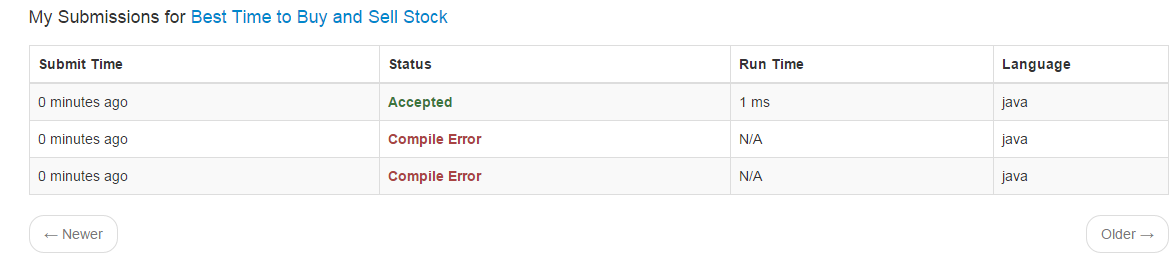 My Submissions for Best Time to Buy and Sell Stock
Submit Time Status Run Time Language
0 minutes ago Accepted 1 ms java
0 minutes ago Compile Error N/A java
0 minutes ago Compile Error N/A java
← Newer Older →